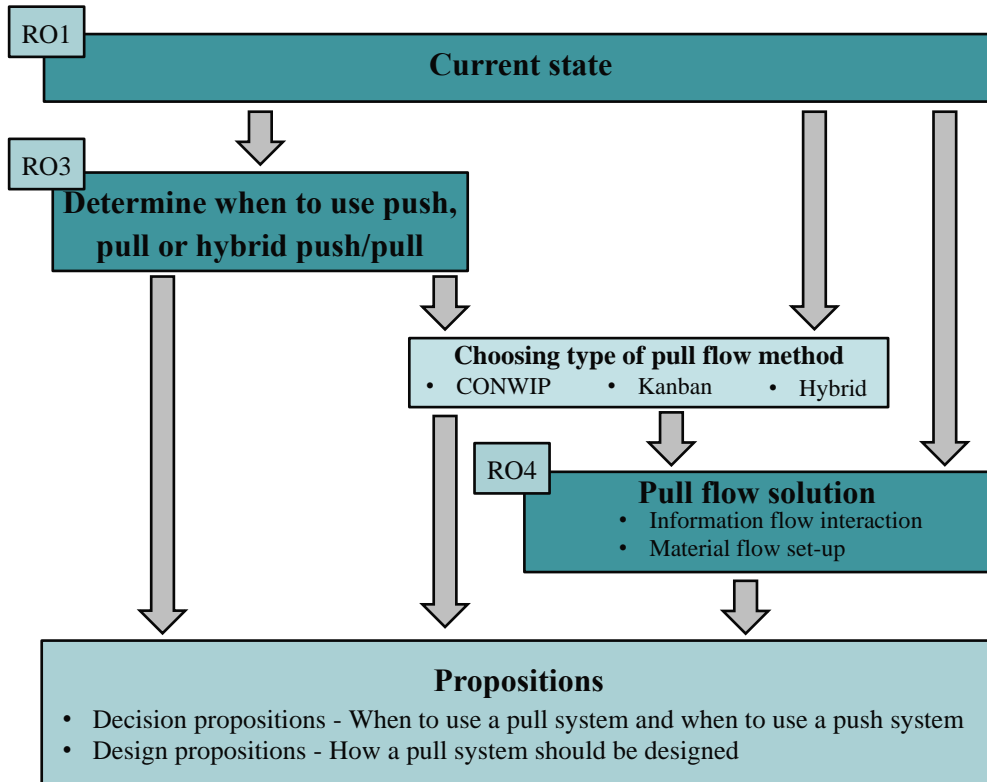 RO1
Current state
RO3
Determine when to use push,
pull or hybrid push/pull
Choosing type of pull flow method
• CONWIP • Kanban • Hybrid
RO4
Pull flow solution
• Information flow interaction
• Material flow set-up
Propositions
• Decision propositions - When to use a pull system and when to use a push system
• Design propositions - How a pull system should be designed